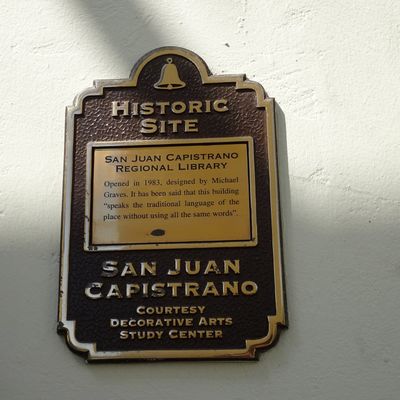 HISTORIC
SITE
SAN JUAN CAPISTRANO
REGIONAL LIBRARY
Opened in 1983, designed by Michael
Graves. It has been said that this building
"speaks the traditional language of the
place without using all the same words".
SAN JUAN
CAPISTRANO
COURTESY
DECORATIVE ARTS
STUDY CENTER